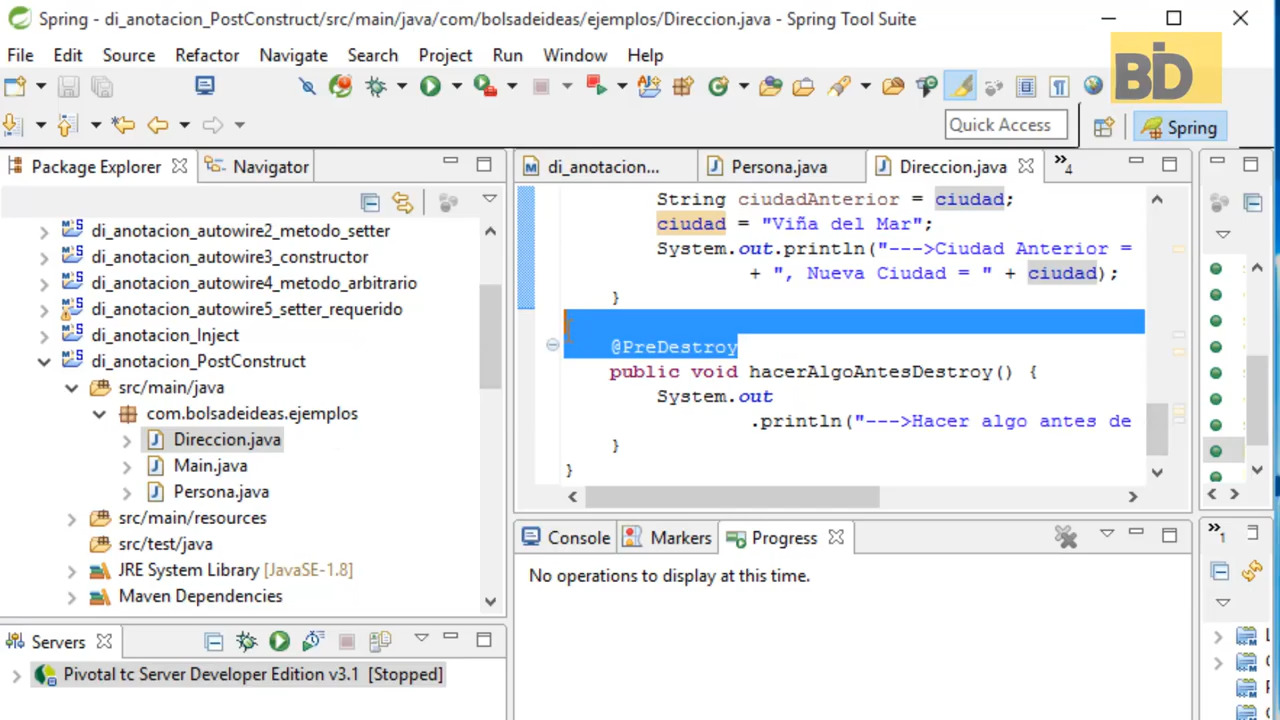 Spring - di_anotacion_PostConstruct/src/main/java/com/bolsadeideas/ejemplos/Direccion.java - Spring Tool Suite
File Edit Source Refactor Navigate Search Project Run Window Help
BID
Quick Access
Spring
Package Explorer
Navigator
di_anotacion_autowire2_metodo_setter
di_anotacion_autowire3_constructor
di_anotacion_autowire4_metodo_arbitrario
di_anotacion_autowire5_setter_requerido
di_anotacion_Inject
di_anotacion_PostConstruct
src/main/java
com.bolsadeideas.ejemplos
Direccion.java
Main.java
Persona.java
src/main/resources
src/test/java
JRE System Library [JavaSE-1.8]
Maven Dependencies
Servers
Pivotal tc Server Developer Edition v3.1 [Stopped]
di_anotacion...
Persona.java
Direccion.java
4
String ciudadAnterior = ciudad;
ciudad = "Viña del Mar";
System.out.println("--->Ciudad Anterior =
+ ", Nueva Ciudad = " + ciudad);
}
@PreDestroy
public void hacerAlgoAntesDestroy() {
System.out
.println("--->Hacer algo antes de
}
}
Console
Markers
Progress
No operations to display at this time.
1